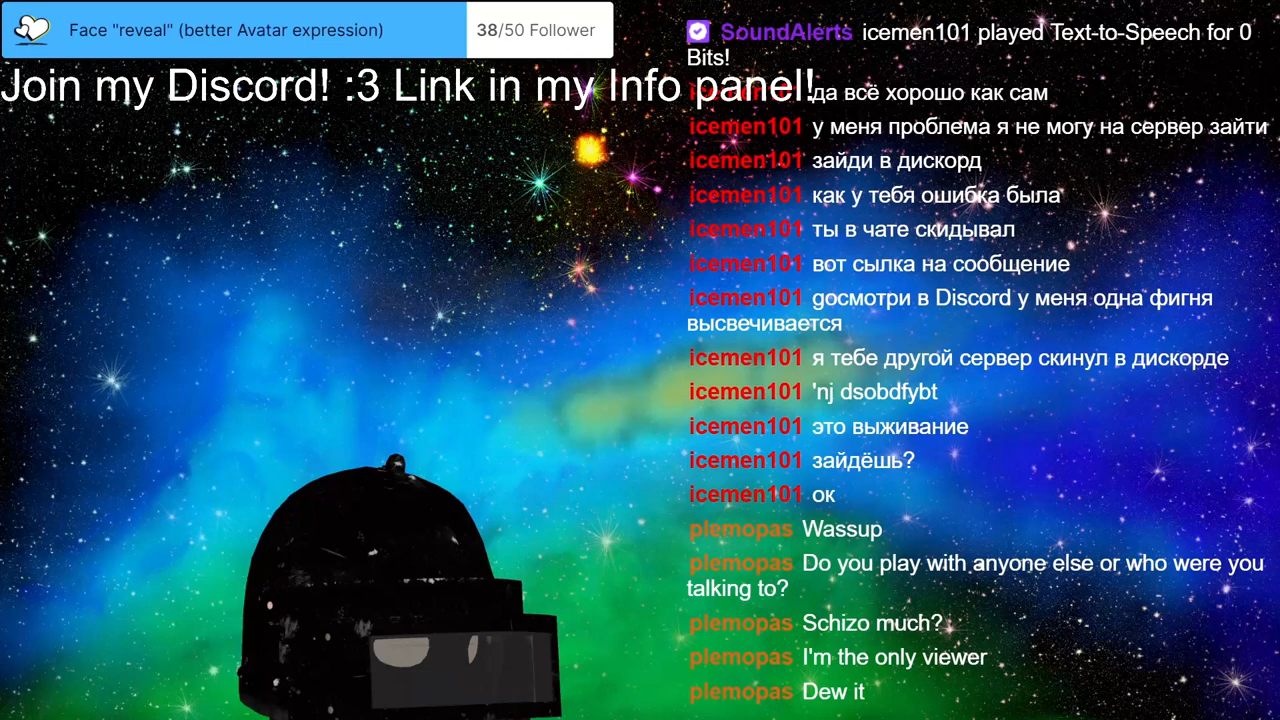 Face "reveal" (better Avatar expression)
38/50 Follower
Join my Discord! :3 Link in my Info panel!
SoundAlerts icemen101 played Text-to-Speech for 0
Bits!
icemen101 да всё хорошо как сам
icemen101 у меня проблема я не могу на сервер зайти
icemen101 зайди в дискорд
icemen101 как у тебя ошибка была
icemen101 ты в чате скидывал
icemen101 вот сылка на сообщение
icemen101 gосмотри в Discord у меня одна фигня
высвечивается
icemen101 я тебе другой сервер скинул в дискорде
icemen101 'nj dsobdfybt
icemen101 это выживание
icemen101 зайдёшь?
icemen101 ок
plemopas Wassup
plemopas Do you play with anyone else or who were you
talking to?
plemopas Schizo much?
plemopas I'm the only viewer
plemopas Dew it